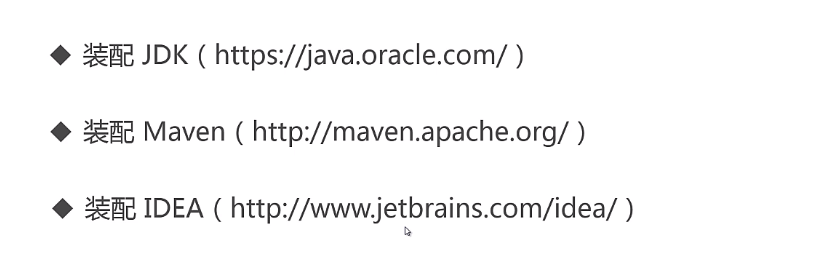 ◆ 装配 JDK（https://java.oracle.com/）
◆ 装配 Maven（http://maven.apache.org/）
◆ 装配 IDEA（http://www.jetbrains.com/idea/）